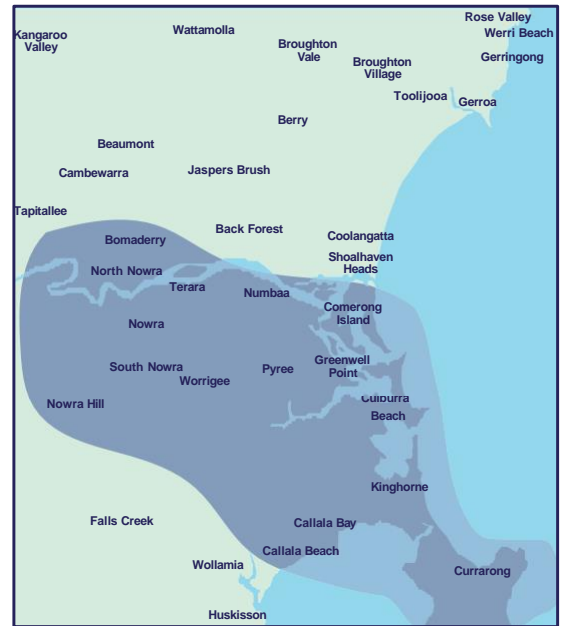 Rose Valley
Kangaroo
Valley
Wattamolla
Werri Beach
Broughton
Vale
Gerringong
Broughton
Village
Toolijooa
Gerroa
Berry
Beaumont
Cambewarra
Jaspers Brush
Tapitallee
Back Forest
Coolangatta
Bomaderry
Shoalhaven
Heads
North Nowra
Terara
Numbaa
Comerong
Island
Nowra
South Nowra
Worrigee
Pyree
Greenwell
Point
Culburra
Beach
Nowra Hill
Kinghorne
Falls Creek
Callala Bay
Callala Beach
Wollamia
Currarong
Huskisson